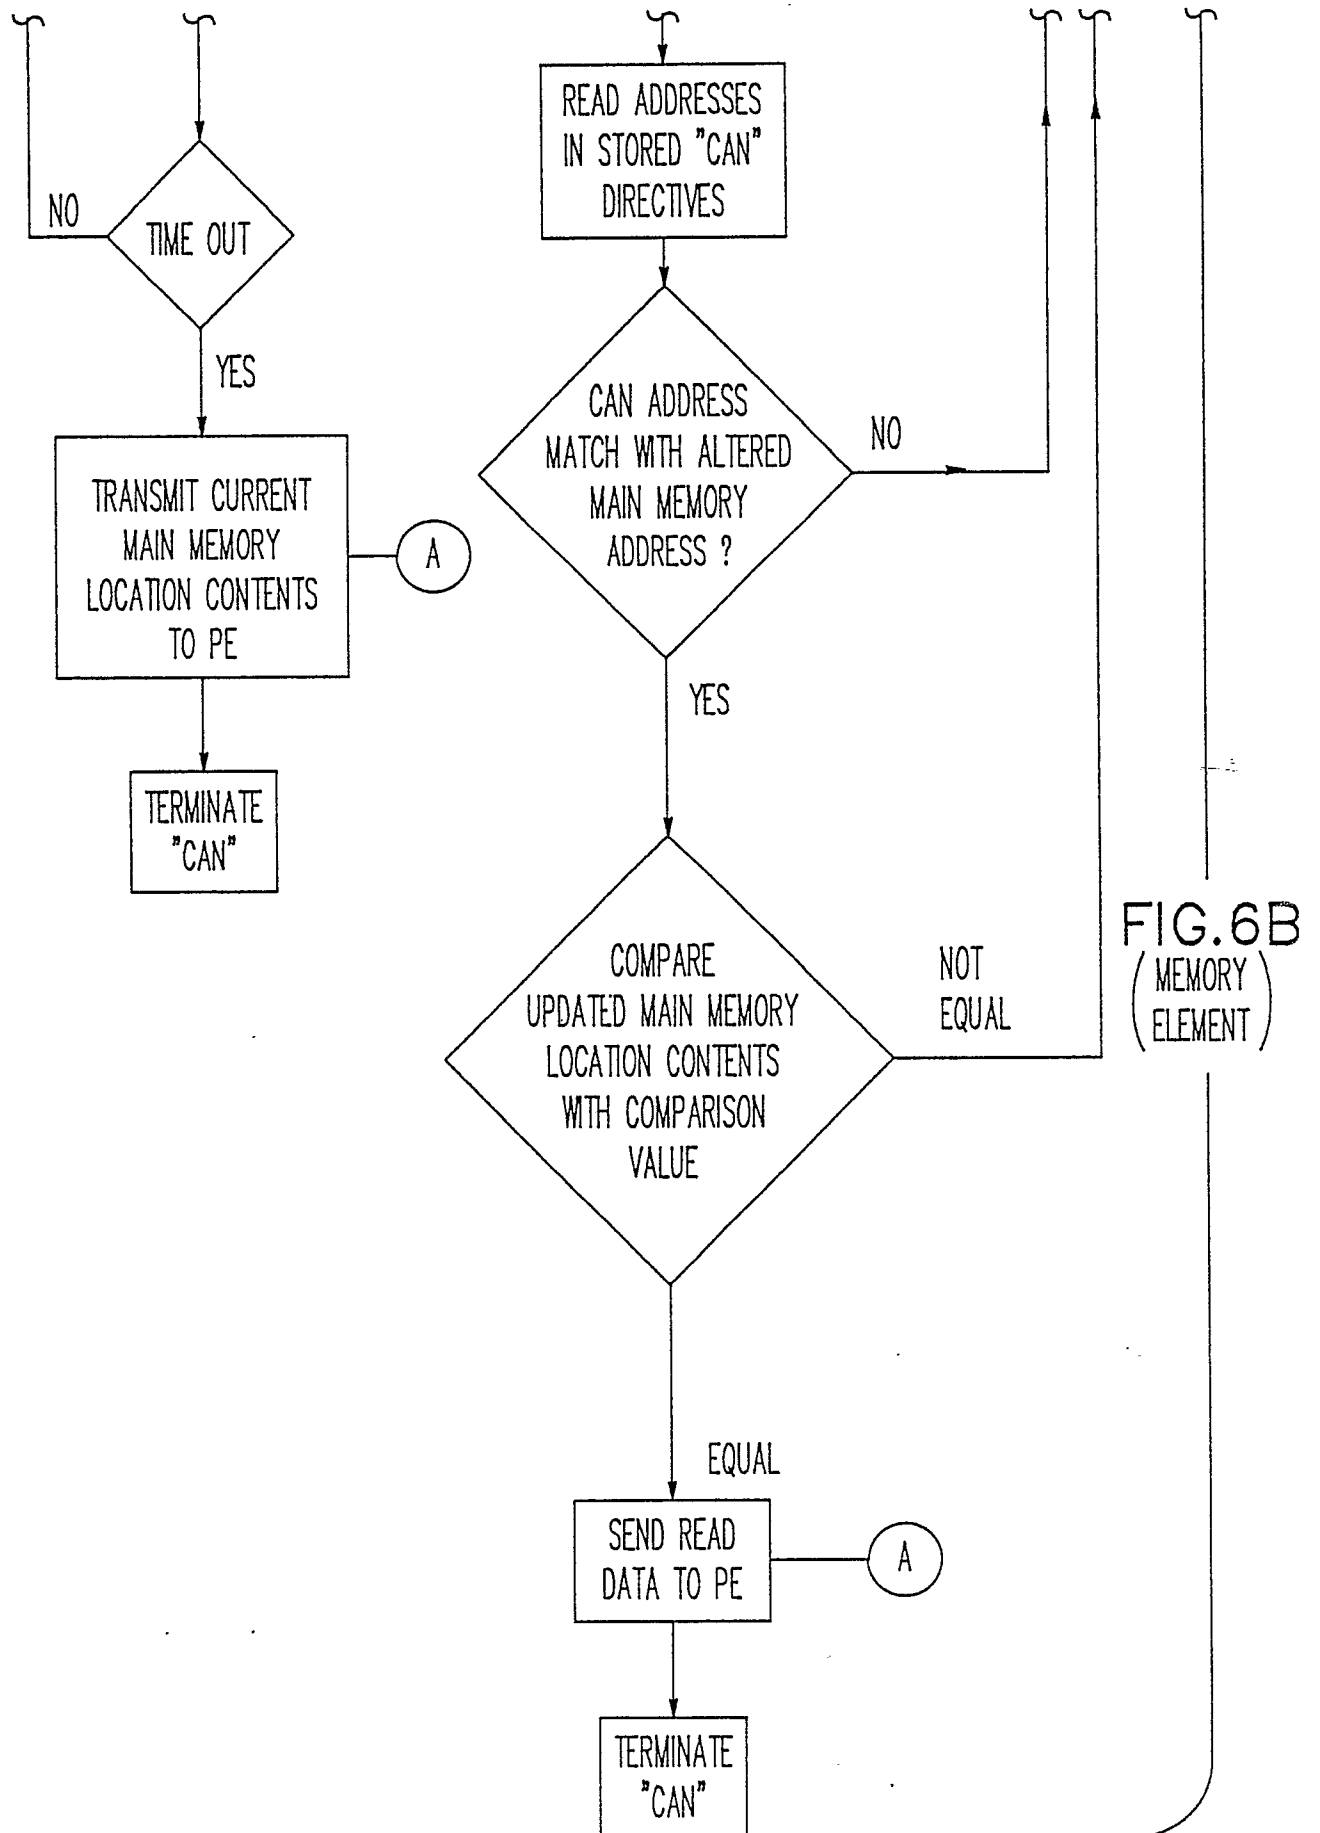 NO
TIME OUT
YES
TRANSMIT CURRENT
MAIN MEMORY
LOCATION CONTENTS
TO PE
A
TERMINATE
"CAN"
READ ADDRESSES
IN STORED "CAN"
DIRECTIVES
CAN ADDRESS
MATCH WITH ALTERED
MAIN MEMORY
ADDRESS ?
NO
YES
COMPARE
UPDATED MAIN MEMORY
LOCATION CONTENTS
WITH COMPARISON
VALUE
NOT
EQUAL
EQUAL
SEND READ
DATA TO PE
A
TERMINATE
"CAN"
FIG.6B
(MEMORY
ELEMENT)